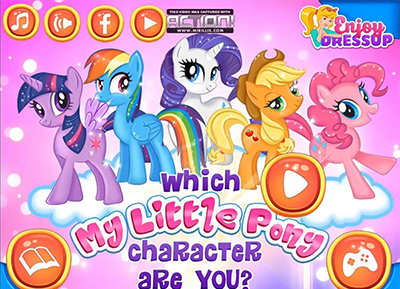 THIS VIDEO WAS CAPTURED WITH
ACTION!
WWW.MIRILLIS.COM
Enjoy
DRESSUP
Which
My Little Pony
character
are YOU?